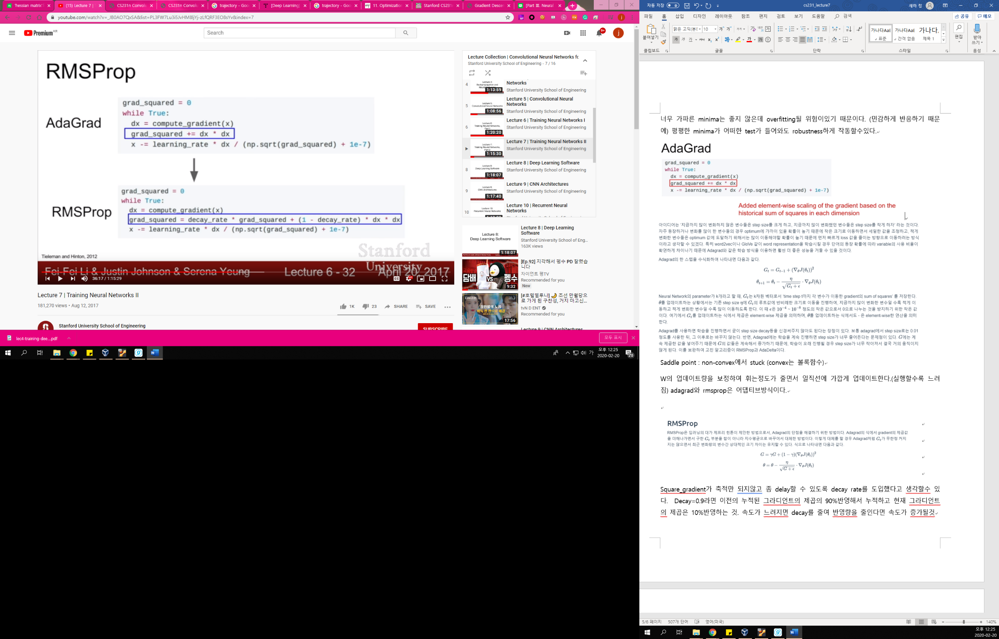 'hessian matrix'
(15) Lecture 7 |
CS231n Convolu
CS231n Convolu
trajectory - Goo
[Deep Learning]
trajectory - Goo
11. Optimization
Stanford CS231n
Gradient Descen
[Part Ⅲ. Neural
youtube.com/watch?v=_JB0AO7QxSA&list=PL3FW7Lu3i5JvHM8ljYj-zLfQRF3EO8sYv&index=7
Premium KR
Search
9+
j
RMSProp
AdaGrad
grad_squared = 0
while True:
dx = compute_gradient(x)
grad_squared += dx * dx
x -= learning_rate * dx / (np.sqrt(grad_squared) + 1e-7)
RMSProp
grad_squared = 0
while True:
dx = compute_gradient(x)
grad_squared = decay_rate * grad_squared + (1 - decay_rate) * dx * dx
x -= learning_rate * dx / (np.sqrt(grad_squared) + 1e-7)
Tieleman and Hinton, 2012
Stanford
University
Fei-Fei Li & Justin Johnson & Serena Yeung
Lecture 6 - 32
April 20, 2017
36:17 / 1:15:29
Lecture 7 | Training Neural Networks II
181,270 views • Aug 12, 2017
1K
23
SHARE
SAVE
Stanford University School of Engineering
SUBSCRIBE
Lecture Collection | Convolutional Neural Networks fo
Stanford University School of Engineering - 7 / 16
4
1:13:59
Networks
Stanford University School of Engineering
5
1:08:56
Lecture 5 | Convolutional Neural
Networks
Stanford University School of Engineering
6
1:20:20
Lecture 6 | Training Neural Networks I
Stanford University School of Engineering
1:15:30
Lecture 7 | Training Neural Networks II
Stanford University School of Engineering
8
1:18:07
Lecture 8 | Deep Learning Software
Stanford University School of Engineering
9
1:17:40
Lecture 9 | CNN Architectures
Stanford University School of Engineering
10
Lecture 10 | Recurrent Neural
Networks
Lecture 8:
Deep Learning Software
1:18:07
Lecture 8 | Deep Learning
Software
Stanford University School of Eng...
163K views
담배 VS 펭수
9:32
[Ep.92] 지각해서 펭수 PD 잘렸습
니다
자이언트 펭TV
Recommended for you
New
17:56
[#호텔델루나] 🌙 조선 만월당으
로 가게 된 구찬성, 거지 마고신...
tvN D ENT
Recommended for you
Lecture 9 | CNN Architectures
lec4-training-dee....pdf
모두 표시
가
오후 12:25
2020-02-20
20
자동 저장
cs231_lecture7
새하 정
파일 홈 삽입 디자인 레이아웃 참조 편지 검토 보기 도움말 검색
공유
메모
붙여넣기
맑은 고딕(본
10
가나다AaB
가나다AaB
가나다.
표준
간격 없음
제목 1
편집
받아
쓰기
클립보드
글꼴
단락
스타일
음성
너무 가파른 minima는 좋지 않은데 overfitting될 위험이있기 때문이다. (민감하게 반응하기 때문
에) 평평한 minima가 어떠한 test가 들어와도 robustness하게 작동할수있다.
AdaGrad
grad_squared = 0
while True:
dx = compute_gradient(x)
grad_squared += dx * dx
x -= learning_rate * dx / (np.sqrt(grad_squared) + 1e-7)
Added element-wise scaling of the gradient based on the
historical sum of squares in each dimension
아이디어는 '지금까지 많이 변화하지 않은 변수들은 step size를 크게 하고, 지금까지 많이 변화했던 변수들은 step size를 작게 하자' 라는 것이다.
자주 등장하거나 변화를 많이 한 변수들의 경우 optimum에 가까이 있을 확률이 높기 때문에 작은 크기로 이동하면서 세밀한 값을 조정하고, 적게
변화한 변수들은 optimum 값에 도달하기 위해서는 많이 이동해야할 확률이 높기 때문에 먼저 빠르게 loss 값을 줄이는 방향으로 이동하려는 방식
이라고 생각할 수 있겠다. 특히 word2vec이나 GloVe 같이 word representation을 학습시킬 경우 단어의 등장 확률에 따라 variable의 사용 비율이
확연하게 차이나기 때문에 Adagrad와 같은 학습 방식을 이용하면 훨씬 더 좋은 성능을 거둘 수 있을 것이다.
Adagrad의 한 스텝을 수식화하여 나타내면 다음과 같다.
G_t = G_{t−1} + (∇_θJ(θ_t))²
θ_{t+1} = θ_t − η / √(G_t + ϵ) · ∇_θJ(θ_t)
Neural Network의 parameter가 k개라고 할 때, G_t는 k차원 벡터로서 'time step t까지 각 변수가 이동한 gradient의 sum of squares' 를 저장한다.
θ를 업데이트하는 상황에서는 기존 step size η에 G_t의 루트값에 반비례한 크기로 이동을 진행하여, 지금까지 많이 변화한 변수일 수록 적게 이
동하고 적게 변화한 변수일 수록 많이 이동하도록 한다. 이 때 ϵ은 10⁻⁴ ~ 10⁻⁸ 정도의 작은 값으로서 0으로 나누는 것을 방지하기 위한 작은 값
이다. 여기에서 G_t를 업데이트하는 식에서 제곱은 element-wise 제곱을 의미하며, θ를 업데이트하는 식에서도 · 은 element-wise한 연산을 의미
한다.
Adagrad를 사용하면 학습을 진행하면서 굳이 step size decay등을 신경써주지 않아도 된다는 장점이 있다. 보통 adagrad에서 step size로는 0.01
정도를 사용한 뒤, 그 이후로는 바꾸지 않는다. 반면, Adagrad에는 학습을 계속 진행하면 step size가 너무 줄어든다는 문제점이 있다. G에는 계
속 제곱한 값을 넣어주기 때문에 G의 값들은 계속해서 증가하기 때문에, 학습이 오래 진행될 경우 step size가 너무 작아져서 결국 거의 움직이지
않게 된다. 이를 보완하여 고친 알고리즘이 RMSProp과 AdaDelta이다.
Saddle point : non-convex에서 stuck (convex는 볼록함수)
W의 업데이트량을 보정하여 휘는정도가 줄면서 일직선에 가깝게 업데이트한다.(실행할수록 느려
짐) adagrad와 rmsprop은 어댑티브방식이다.
RMSProp
RMSProp은 딥러닝의 대가 제프리 힌톤이 제안한 방법으로서, Adagrad의 단점을 해결하기 위한 방법이다. Adagrad의 식에서 gradient의 제곱값
을 더해나가면서 구한 G_t 부분을 합이 아니라 지수평균으로 바꾸어서 대체한 방법이다. 이렇게 대체를 할 경우 Adagrad처럼 G_t가 무한정 커지
지는 않으면서 최근 변화량의 변수간 상대적인 크기 차이는 유지할 수 있다. 식으로 나타내면 다음과 같다.
G = γG + (1 − γ)(∇_θJ(θ_t))²
θ = θ − η / √(G + ϵ) · ∇_θJ(θ_t)
Square_gradient가 축적만 되지않고 좀 delay할 수 있도록 decay rate를 도입했다고 생각할수 있
다. Decay=0.9라면 이전의 누적된 그라디언트의 제곱의 90%반영해서 누적하고 현재 그라디언트
의 제곱은 10%반영하는 것. 속도가 느려지면 decay를 줄여 반영량을 줄인다면 속도가 증가될것
5/6 페이지
507개 단어
영어(미국)
140%
오후 12:25
2020-02-20